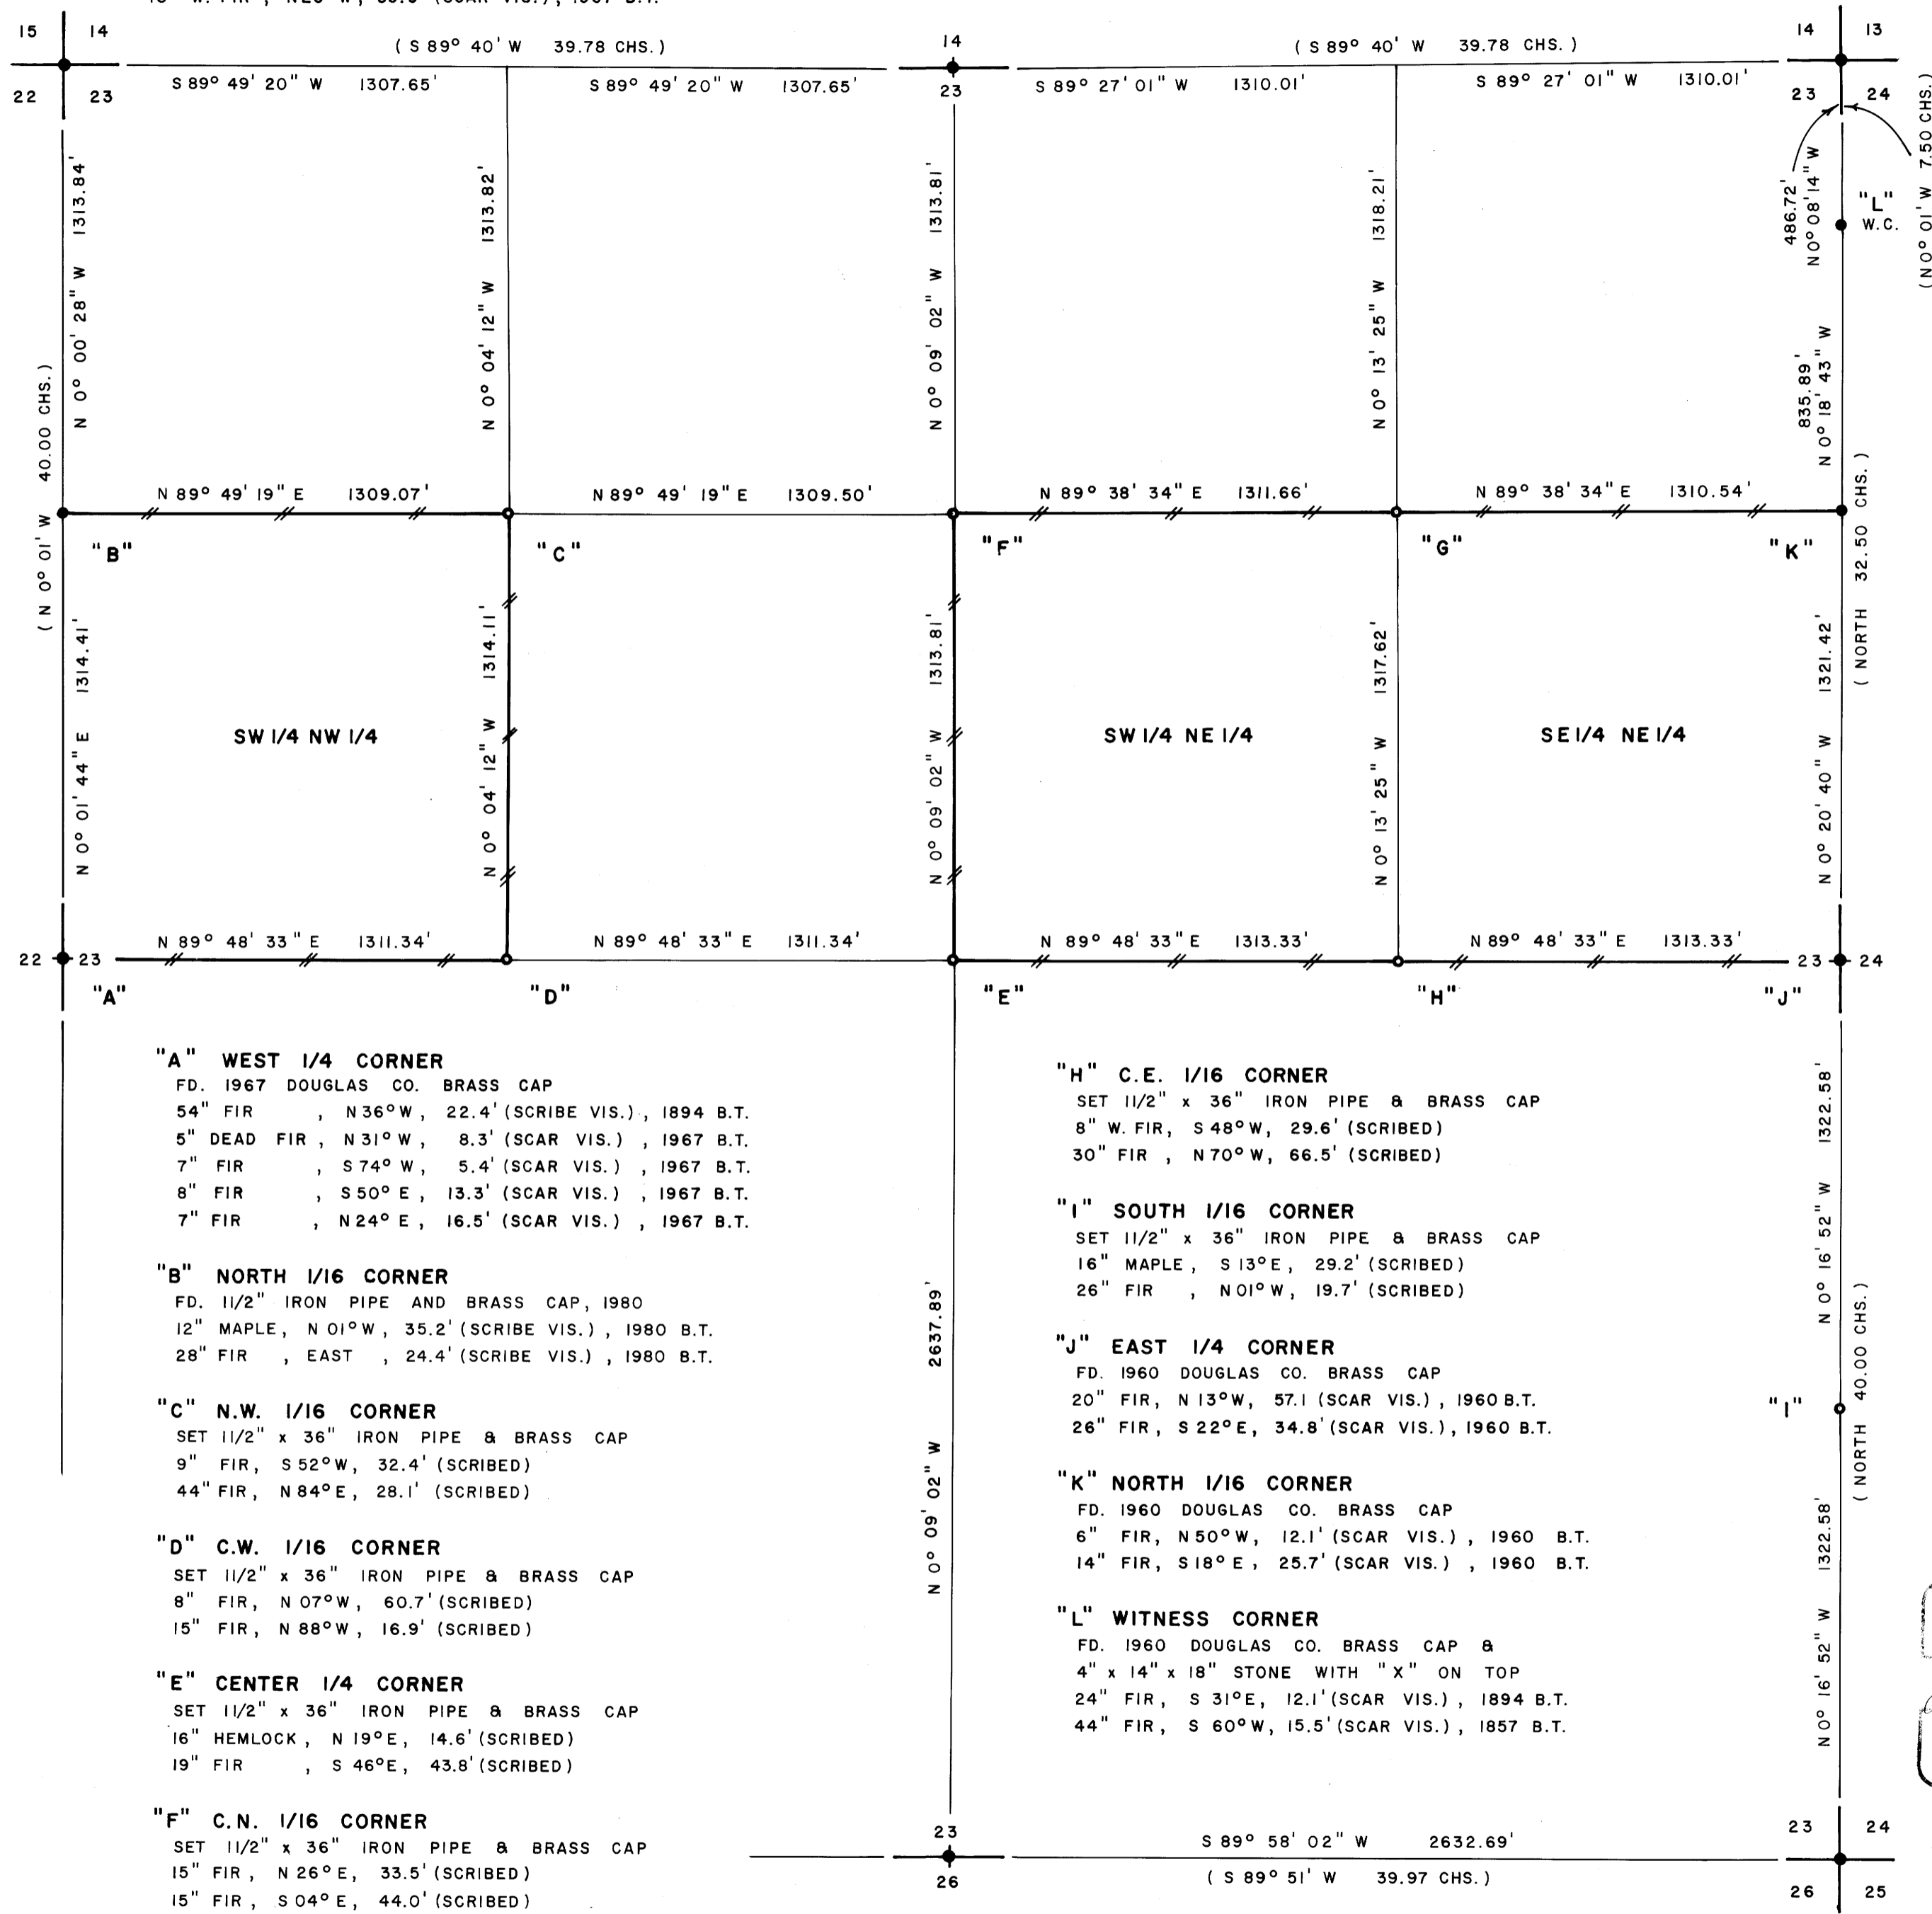 15 14
( S 89° 40' W 39.78 CHS. )
14
( S 89° 40' W 39.78 CHS. )
14 13
22 23
S 89° 49' 20" W 1307.65'
S 89° 49' 20" W 1307.65'
23
S 89° 27' 01" W 1310.01'
S 89° 27' 01" W 1310.01'
23 24
( N 0° 01' W 7.50 CHS. )
( N 0° 01' W 40.00 CHS. )
N 0° 00' 28" W 1313.84'
N 0° 04' 12" W 1313.82'
N 0° 09' 02" W 1313.81'
N 0° 13' 25" W 1318.21'
486.72'
N 0° 08' 14" W
"L"
W.C.
835.89'
N 0° 18' 43" W
( NORTH 32.50 CHS. )
N 89° 49' 19" E 1309.07'
N 89° 49' 19" E 1309.50'
N 89° 38' 34" E 1311.66'
N 89° 38' 34" E 1310.54'
"B"
"C"
"F"
"G"
"K"
N 0° 01' 44" E 1314.41'
N 0° 04' 12" W 1314.11'
N 0° 09' 02" W 1313.81'
N 0° 13' 25" W 1317.62'
N 0° 20' 40" W 1321.42'
SW 1/4 NW 1/4
SW 1/4 NE 1/4
SE 1/4 NE 1/4
N 89° 48' 33" E 1311.34'
N 89° 48' 33" E 1311.34'
N 89° 48' 33" E 1313.33'
N 89° 48' 33" E 1313.33'
22 23
23 24
"A"
"D"
"E"
"H"
"J"
"A" WEST 1/4 CORNER
FD. 1967 DOUGLAS CO. BRASS CAP
54" FIR , N 36° W, 22.4' (SCRIBE VIS.) , 1894 B.T.
5" DEAD FIR , N 31° W, 8.3' (SCAR VIS.) , 1967 B.T.
7" FIR , S 74° W, 5.4' (SCAR VIS.) , 1967 B.T.
8" FIR , S 50° E, 13.3' (SCAR VIS.) , 1967 B.T.
7" FIR , N 24° E, 16.5' (SCAR VIS.) , 1967 B.T.
"B" NORTH 1/16 CORNER
FD. 1 1/2" IRON PIPE AND BRASS CAP, 1980
12" MAPLE, N 01° W, 35.2' (SCRIBE VIS.) , 1980 B.T.
28" FIR , EAST , 24.4' (SCRIBE VIS.) , 1980 B.T.
"C" N.W. 1/16 CORNER
SET 1 1/2" x 36" IRON PIPE & BRASS CAP
9" FIR, S 52° W, 32.4' (SCRIBED)
44" FIR, N 84° E, 28.1' (SCRIBED)
"D" C.W. 1/16 CORNER
SET 1 1/2" x 36" IRON PIPE & BRASS CAP
8" FIR, N 07° W, 60.7' (SCRIBED)
15" FIR, N 88° W, 16.9' (SCRIBED)
"E" CENTER 1/4 CORNER
SET 1 1/2" x 36" IRON PIPE & BRASS CAP
16" HEMLOCK, N 19° E, 14.6' (SCRIBED)
19" FIR , S 46° E, 43.8' (SCRIBED)
"F" C.N. 1/16 CORNER
SET 1 1/2" x 36" IRON PIPE & BRASS CAP
15" FIR, N 26° E, 33.5' (SCRIBED)
15" FIR, S 04° E, 44.0' (SCRIBED)
N 0° 09' 02" W 2637.89'
"H" C.E. 1/16 CORNER
SET 1 1/2" x 36" IRON PIPE & BRASS CAP
8" W. FIR, S 48° W, 29.6' (SCRIBED)
30" FIR , N 70° W, 66.5' (SCRIBED)
"I" SOUTH 1/16 CORNER
SET 1 1/2" x 36" IRON PIPE & BRASS CAP
16" MAPLE, S 13° E, 29.2' (SCRIBED)
26" FIR , N 01° W, 19.7' (SCRIBED)
"J" EAST 1/4 CORNER
FD. 1960 DOUGLAS CO. BRASS CAP
20" FIR, N 13° W, 57.1 (SCAR VIS.) , 1960 B.T.
26" FIR, S 22° E, 34.8' (SCAR VIS.) , 1960 B.T.
"K" NORTH 1/16 CORNER
FD. 1960 DOUGLAS CO. BRASS CAP
6" FIR, N 50° W, 12.1' (SCAR VIS.) , 1960 B.T.
14" FIR, S 18° E, 25.7' (SCAR VIS.) , 1960 B.T.
"L" WITNESS CORNER
FD. 1960 DOUGLAS CO. BRASS CAP &
4" x 14" x 18" STONE WITH "X" ON TOP
24" FIR, S 31° E, 12.1' (SCAR VIS.) , 1894 B.T.
44" FIR, S 60° W, 15.5' (SCAR VIS.) , 1857 B.T.
N 0° 16' 52" W 1322.58'
"I"
( NORTH 40.00 CHS. )
N 0° 16' 52" W 1322.58'
23
26
S 89° 58' 02" W 2632.69'
( S 89° 51' W 39.97 CHS. )
23 24
26 25